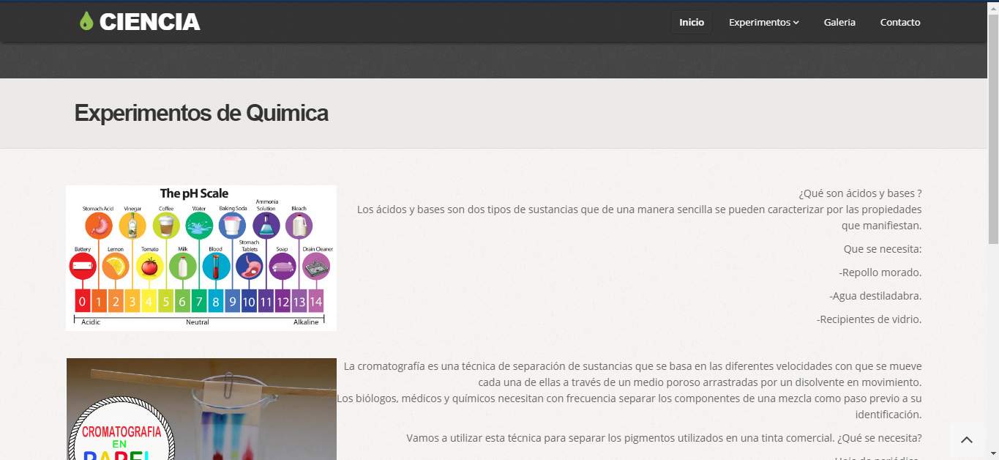 CIENCIA
Inicio
Experimentos
Galeria
Contacto
Experimentos de Quimica
The pH Scale
Stomach Acid
Vinegar
Coffee
Water
Baking Soda
Ammonia
Solution
Bleach
Battery
Lemon
Tomato
Milk
Blood
Stomach
Tablets
Soap
Drain Cleaner
0 1 2 3 4 5 6 7 8 9 10 11 12 13 14
Acidic
Neutral
Alkaline
¿Qué son ácidos y bases ?
Los ácidos y bases son dos tipos de sustancias que de una manera sencilla se pueden caracterizar por las propiedades
que manifiestan.
Que se necesita:
-Repollo morado.
-Agua destiladabra.
-Recipientes de vidrio.
CROMATOGRAFIA
EN
PAPEL
La cromatografía es una técnica de separación de sustancias que se basa en las diferentes velocidades con que se mueve
cada una de ellas a través de un medio poroso arrastradas por un disolvente en movimiento.
Los biólogos, médicos y químicos necesitan con frecuencia separar los componentes de una mezcla como paso previo a su
identificación.
Vamos a utilizar esta técnica para separar los pigmentos utilizados en una tinta comercial. ¿Qué se necesita?